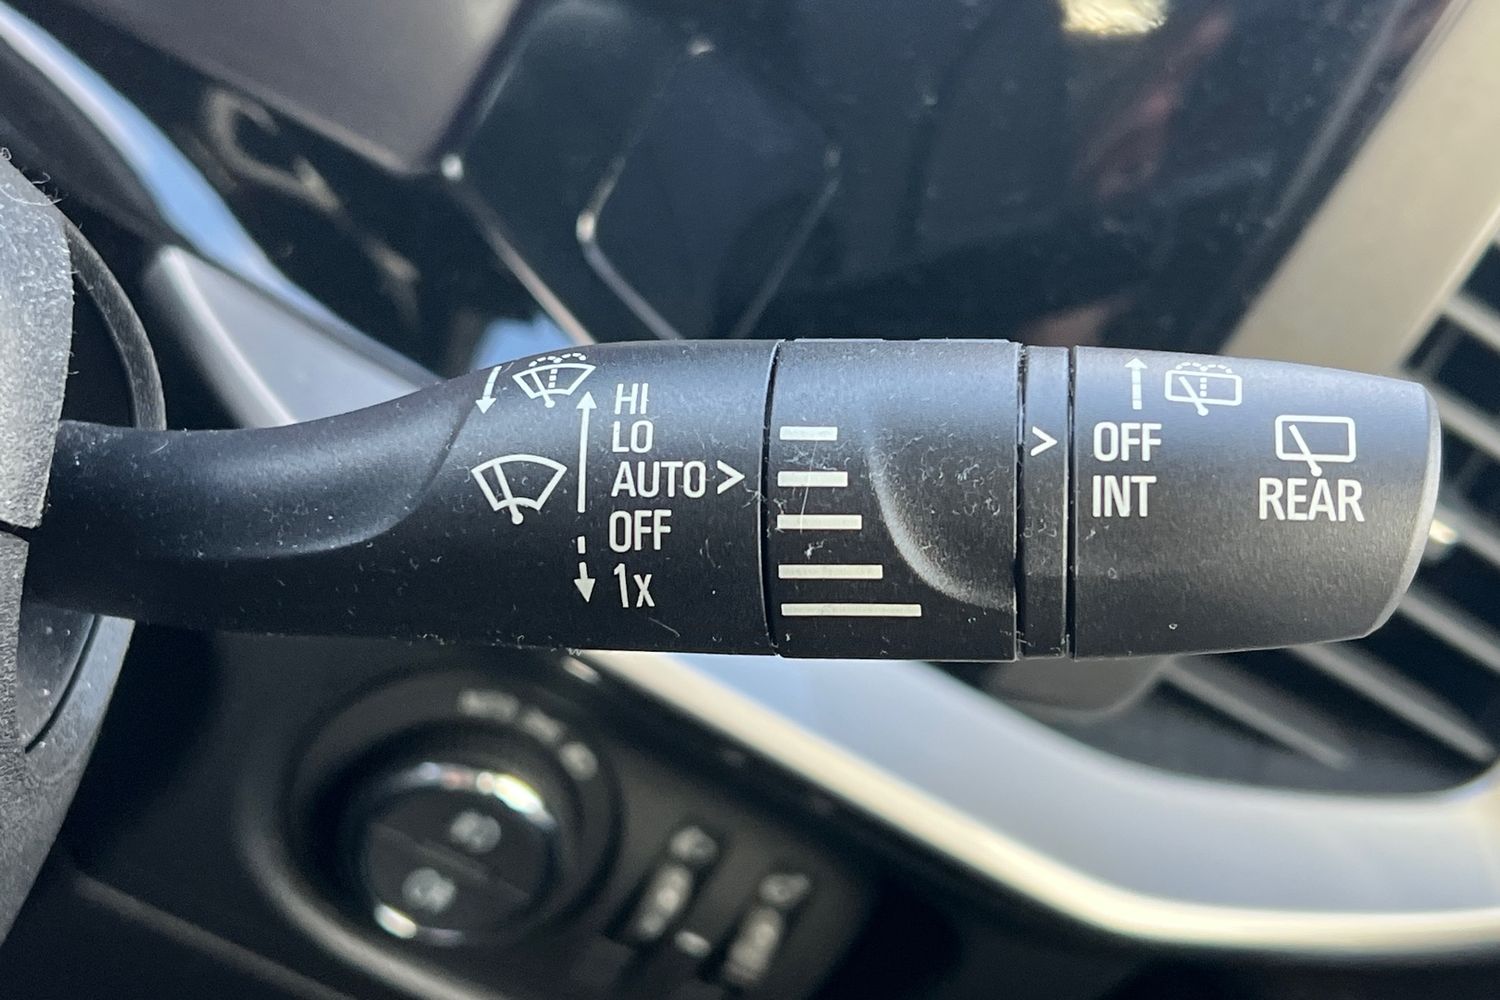 HI
LO
AUTO >
OFF
1x
>
OFF
INT
REAR